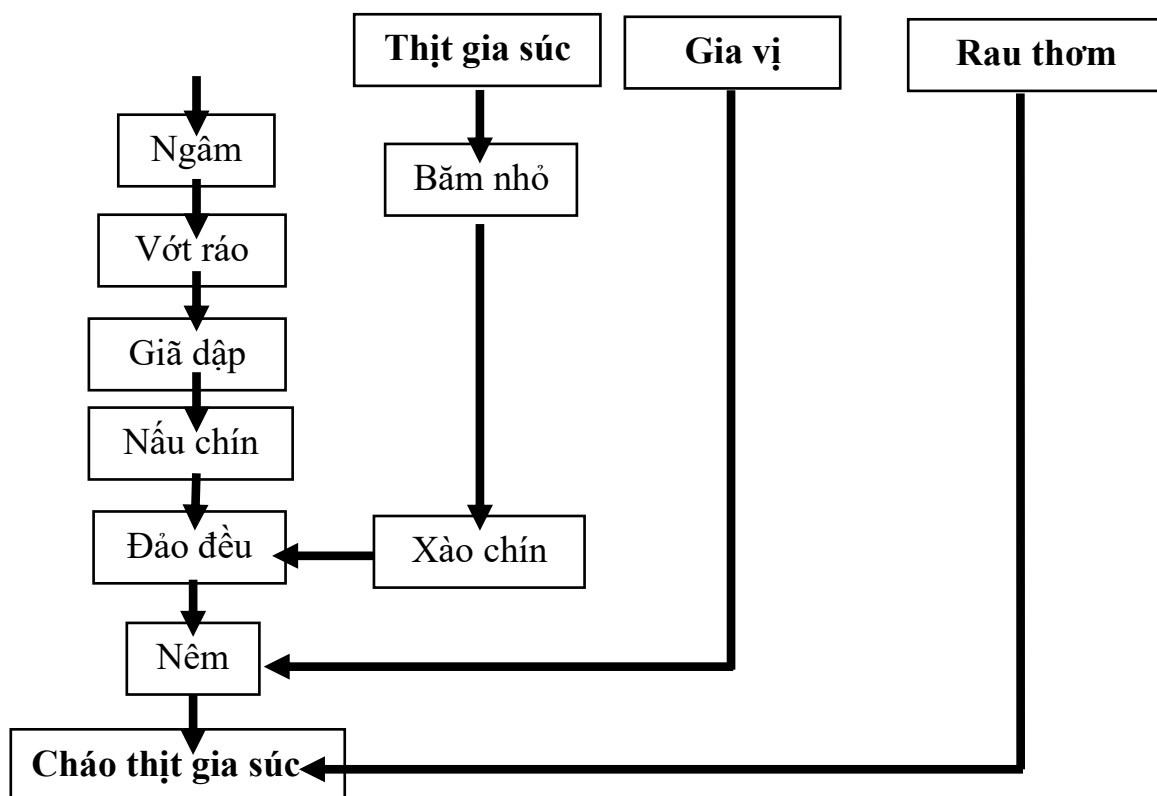 Thịt gia súc
Gia vị
Rau thơm
Ngâm
Băm nhỏ
Vớt ráo
Giã dập
Nấu chín
Đảo đều
Xào chín
Nêm
Cháo thịt gia súc